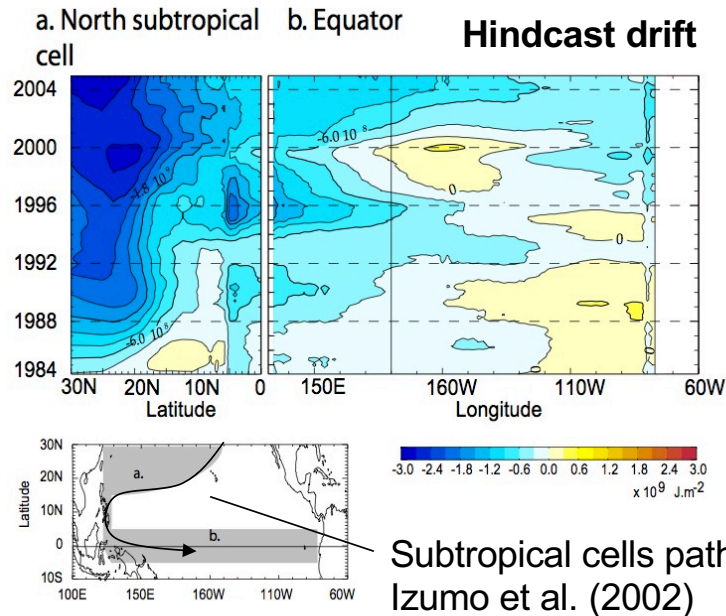 a. North subtropical cell
b. Equator
Hindcast drift
2004
2000
1996
1992
1988
1984
-1.8 10⁹
-6.0 10⁸
-6.0 10⁸
0
0
0
0
30N 20N 10N 0
Latitude
150E 160W 110W 60W
Longitude
30N
20N
10N
0
10S
Latitude
a.
b.
100E 150E 160W 110W 60W
-3.0 -2.4 -1.8 -1.2 -0.6 0.0 0.6 1.2 1.8 2.4 3.0
x 10⁹ J.m⁻²
Subtropical cells path
Izumo et al. (2002)